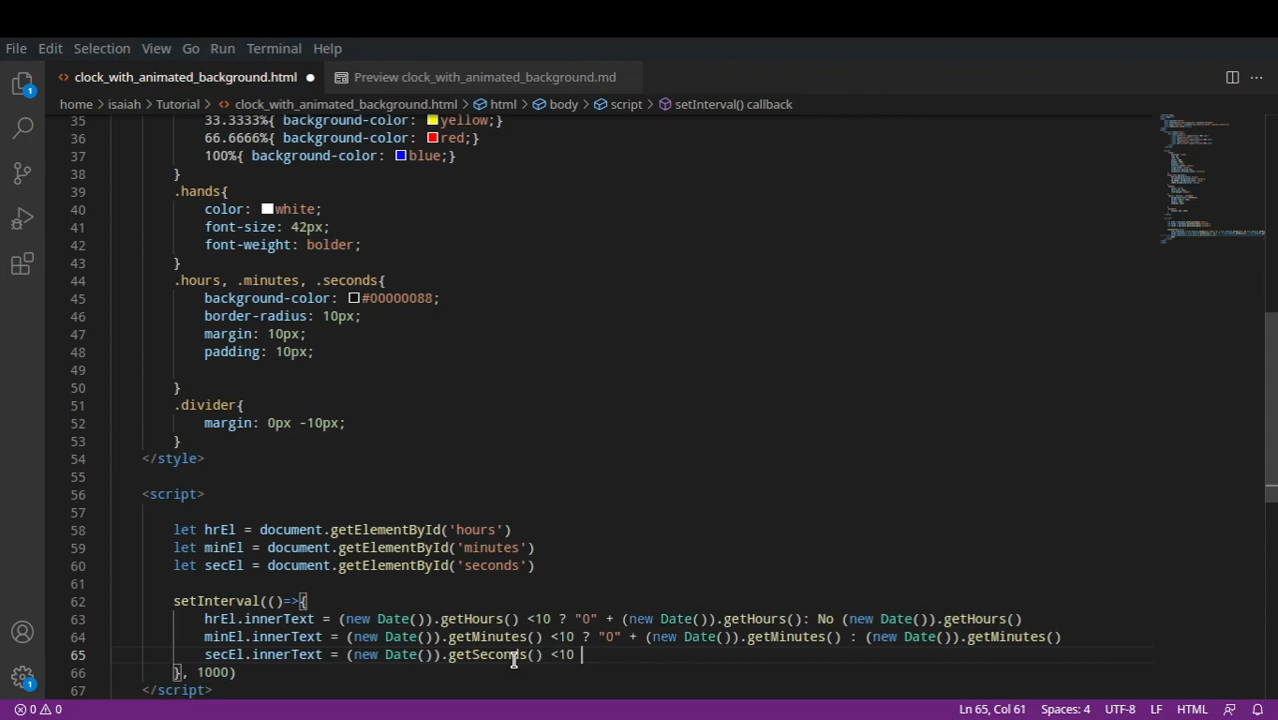 File Edit Selection View Go Run Terminal Help
clock_with_animated_background.html Preview clock_with_animated_background.md
home isaiah Tutorial clock_with_animated_background.html html body script setInterval() callback
35 33.3333%{ background-color: yellow;}
36 66.6666%{ background-color: red;}
37 100%{ background-color: blue;}
38 }
39 .hands{
40 color: white;
41 font-size: 42px;
42 font-weight: bolder;
43 }
44 .hours, .minutes, .seconds{
45 background-color: #00000088;
46 border-radius: 10px;
47 margin: 10px;
48 padding: 10px;
49
50 }
51 .divider{
52 margin: 0px -10px;
53 }
54 </style>
55
56 <script>
57
58 let hrEl = document.getElementById('hours')
59 let minEl = document.getElementById('minutes')
60 let secEl = document.getElementById('seconds')
61
62 setInterval(()=>{
63 hrEl.innerText = (new Date()).getHours() <10 ? "0" + (new Date()).getHours(): No (new Date()).getHours()
64 minEl.innerText = (new Date()).getMinutes() <10 ? "0" + (new Date()).getMinutes() : (new Date()).getMinutes()
65 secEl.innerText = (new Date()).getSeconds() <10
66 }, 1000)
67 </script>
1
1
0 0 Ln 65, Col 61 Spaces: 4 UTF-8 LF HTML